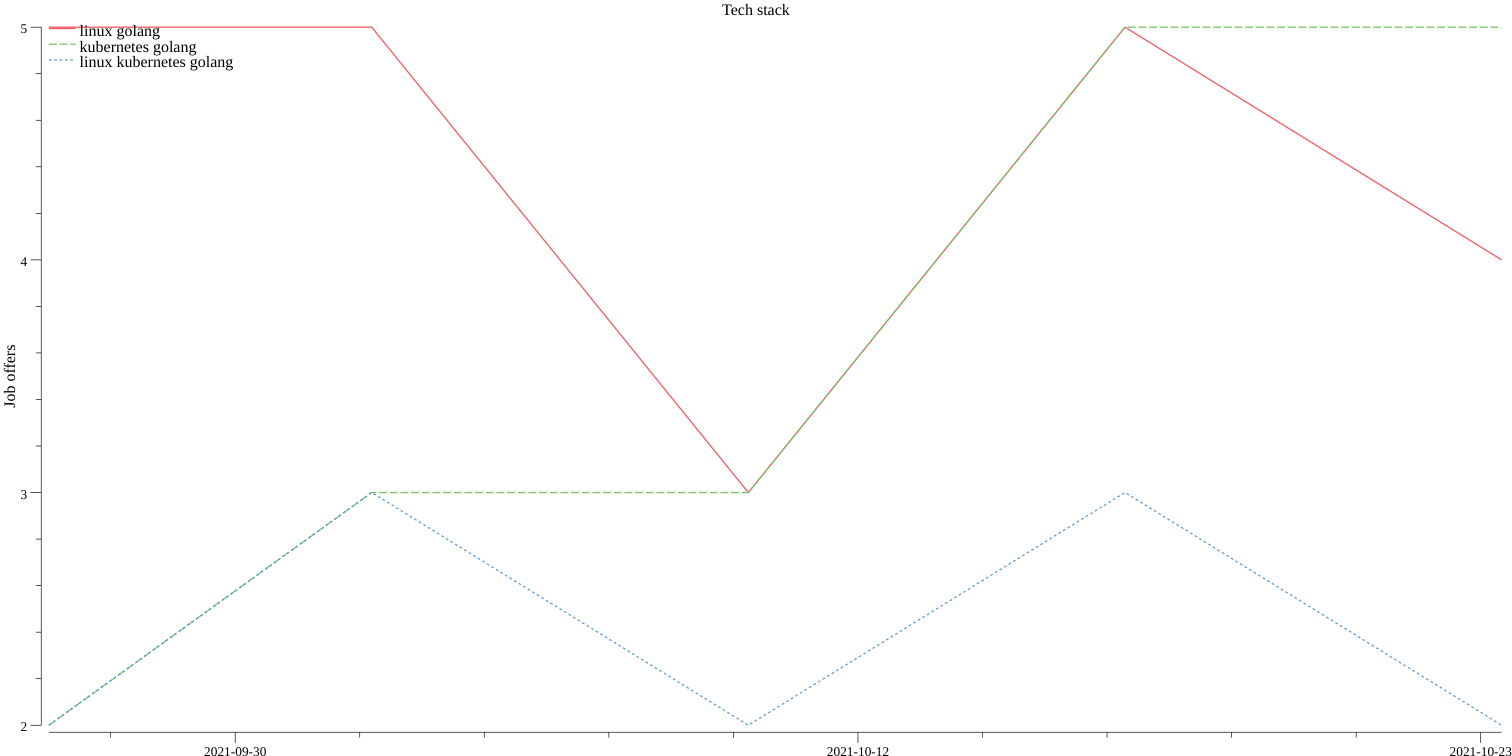 Tech stack
5
linux golang
kubernetes golang
linux kubernetes golang
4
Job offers
3
2
2021-09-30
2021-10-12
2021-10-23